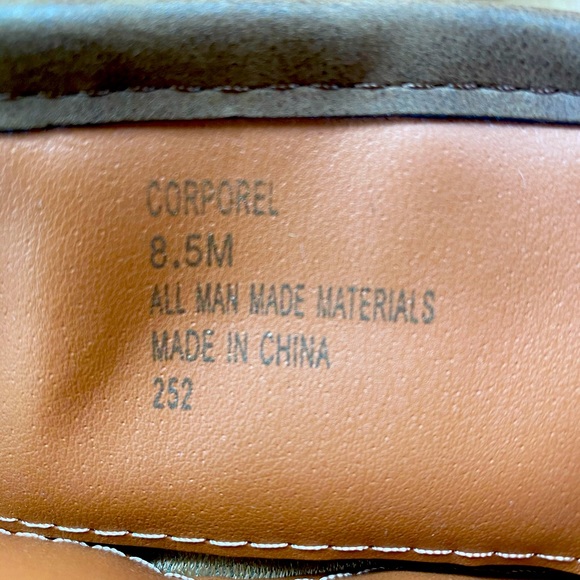 CORPOREL
8.5M
ALL MAN MADE MATERIALS
MADE IN CHINA
252